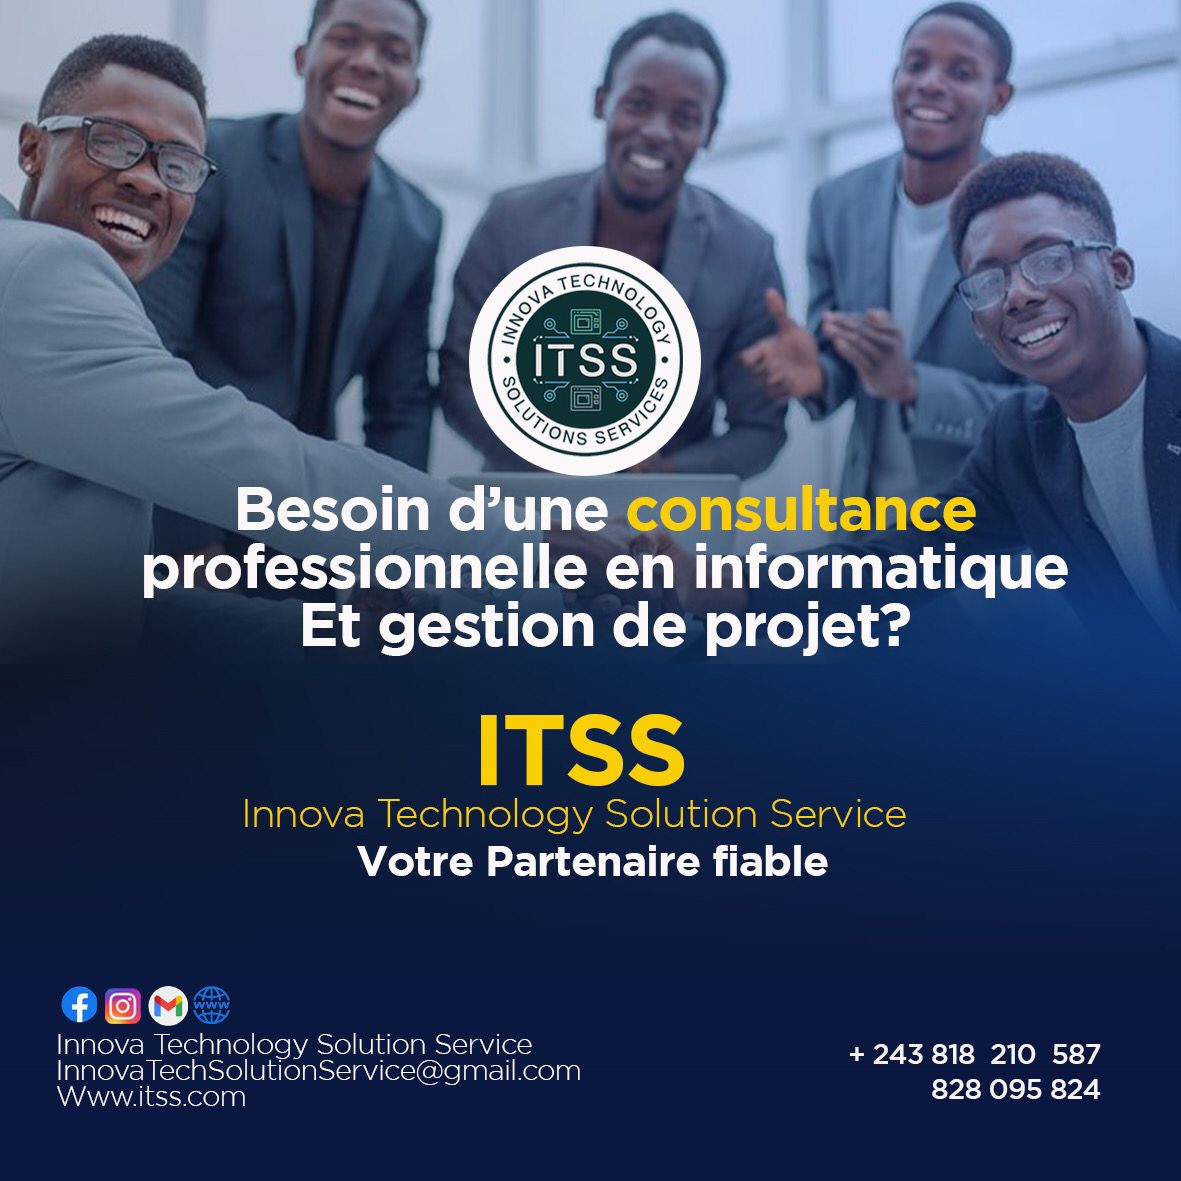 INNOVA TECHNOLOGY
ITSS
SOLUTIONS SERVICES
Besoin d’une consultance
professionnelle en informatique
Et gestion de projet?
ITSS
Innova Technology Solution Service
Votre Partenaire fiable
www
Innova Technology Solution Service
InnovaTechSolutionService@gmail.com
Www.itss.com
+ 243 818 210 587
828 095 824